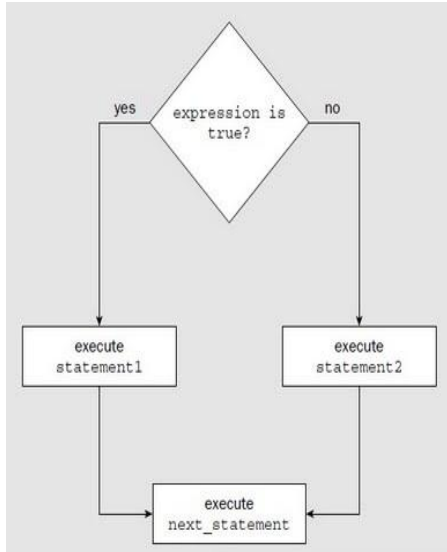 yes
expression is
true?
no
execute
statement1
execute
statement2
execute
next_statement